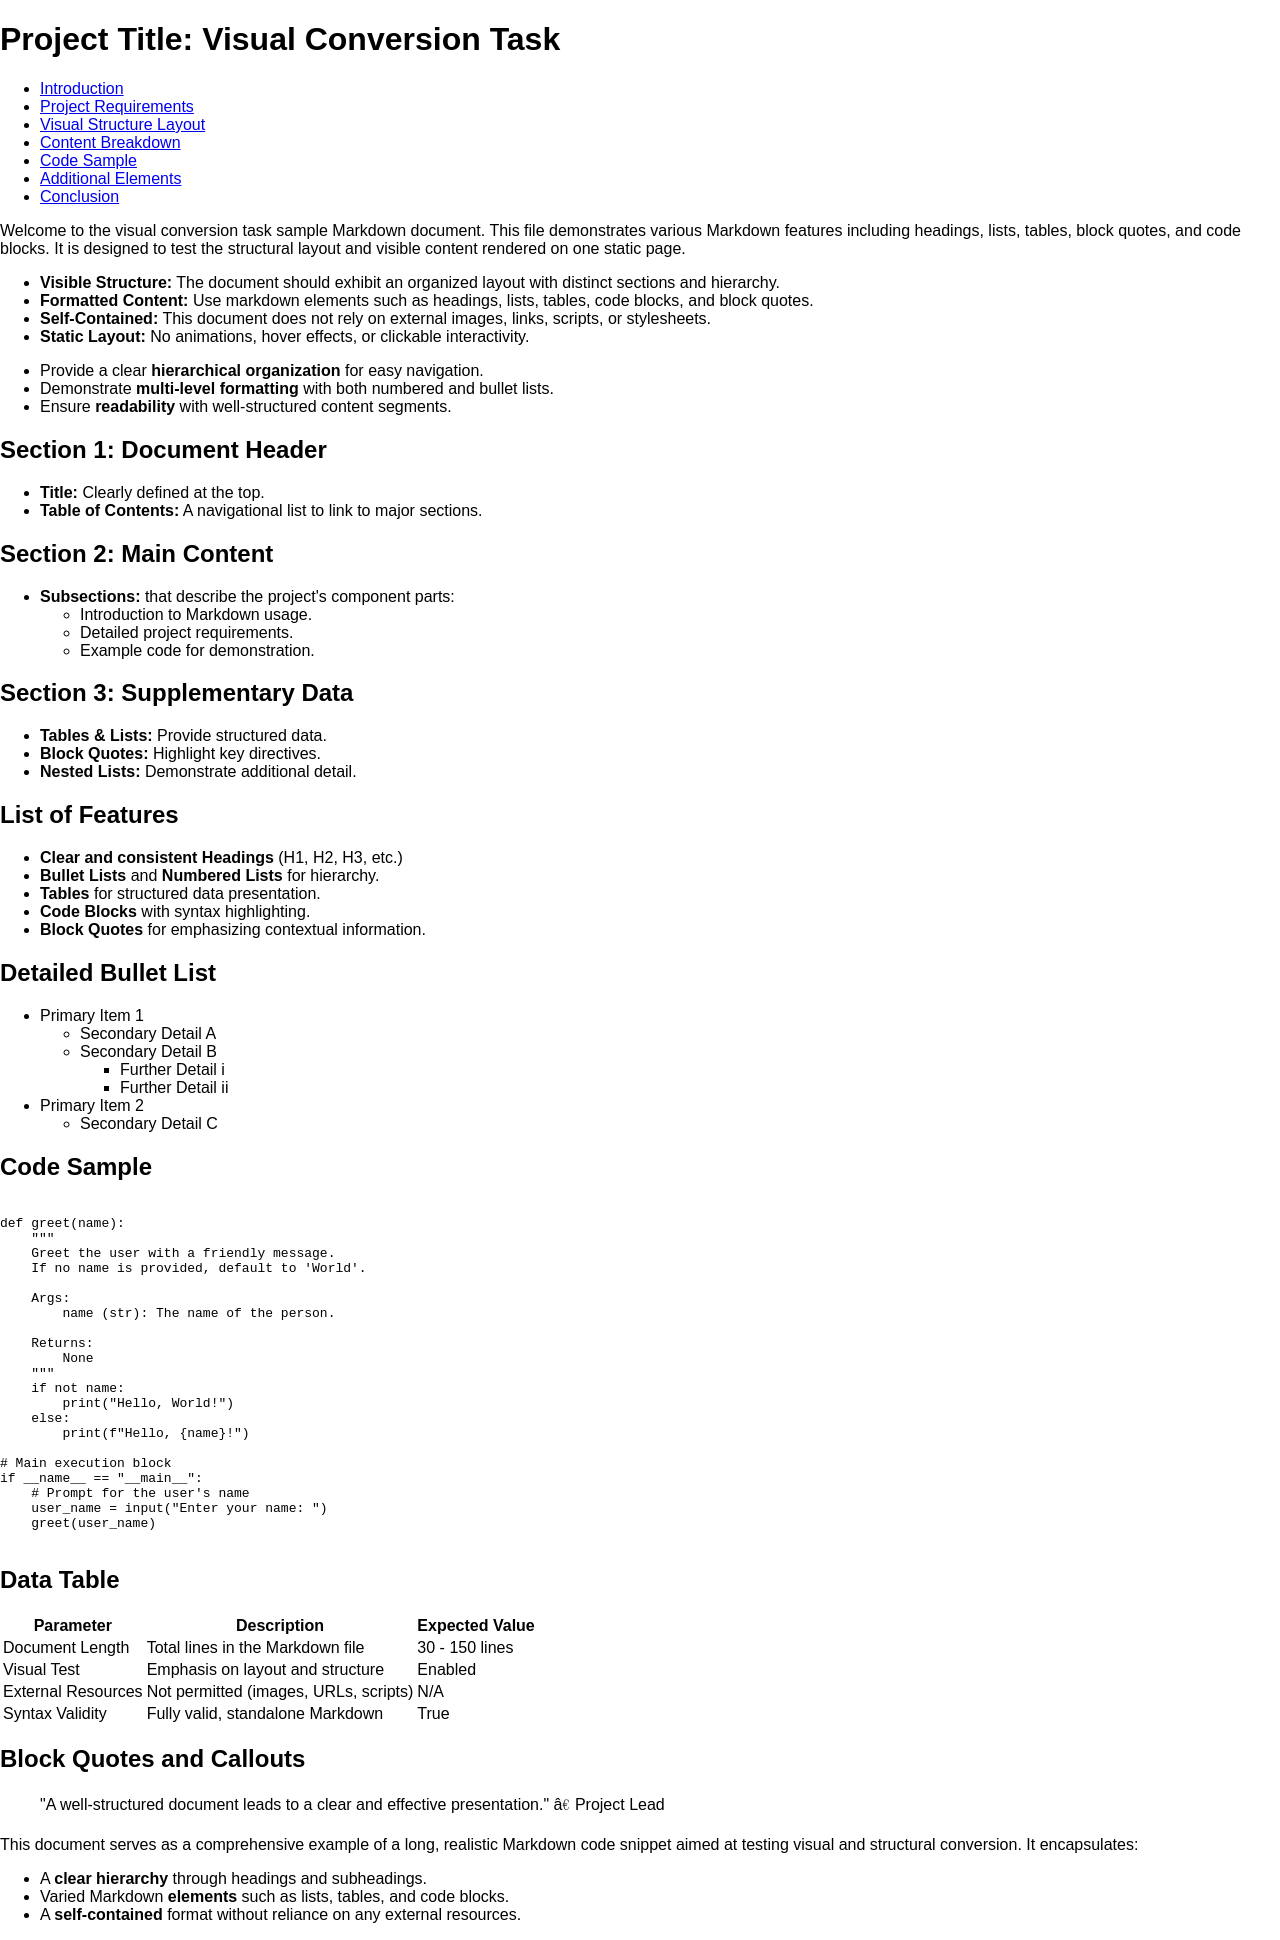 Project Title: Visual Conversion Task
Introduction
Project Requirements
Visual Structure Layout
Content Breakdown
Code Sample
Additional Elements
Conclusion
Welcome to the visual conversion task sample Markdown document. This file demonstrates various Markdown features including headings, lists, tables, block quotes, and code
blocks. It is designed to test the structural layout and visible content rendered on one static page.
Visible Structure: The document should exhibit an organized layout with distinct sections and hierarchy.
Formatted Content: Use markdown elements such as headings, lists, tables, code blocks, and block quotes.
Self-Contained: This document does not rely on external images, links, scripts, or stylesheets.
Static Layout: No animations, hover effects, or clickable interactivity.
Provide a clear hierarchical organization for easy navigation.
Demonstrate multi-level formatting with both numbered and bullet lists.
Ensure readability with well-structured content segments.
Section 1: Document Header
Title: Clearly defined at the top.
Table of Contents: A navigational list to link to major sections.
Section 2: Main Content
Subsections: that describe the project's component parts:
Introduction to Markdown usage.
Detailed project requirements.
Example code for demonstration.
Section 3: Supplementary Data
Tables & Lists: Provide structured data.
Block Quotes: Highlight key directives.
Nested Lists: Demonstrate additional detail.
List of Features
Clear and consistent Headings (H1, H2, H3, etc.)
Bullet Lists and Numbered Lists for hierarchy.
Tables for structured data presentation.
Code Blocks with syntax highlighting.
Block Quotes for emphasizing contextual information.
Detailed Bullet List
Primary Item 1
Secondary Detail A
Secondary Detail B
Further Detail i
Further Detail ii
Primary Item 2
Secondary Detail C
Code Sample
def greet(name):
    """
    Greet the user with a friendly message.
    If no name is provided, default to 'World'.
    Args:
        name (str): The name of the person.
    Returns:
        None
    """
    if not name:
        print("Hello, World!")
    else:
        print(f"Hello, {name}!")
# Main execution block
if __name__ == "__main__":
    # Prompt for the user's name
    user_name = input("Enter your name: ")
    greet(user_name)
Data Table
Parameter Description Expected Value
Document Length Total lines in the Markdown file 30 - 150 lines
Visual Test Emphasis on layout and structure Enabled
External Resources Not permitted (images, URLs, scripts) N/A
Syntax Validity Fully valid, standalone Markdown True
Block Quotes and Callouts
"A well-structured document leads to a clear and effective presentation." â€ Project Lead
This document serves as a comprehensive example of a long, realistic Markdown code snippet aimed at testing visual and structural conversion. It encapsulates:
A clear hierarchy through headings and subheadings.
Varied Markdown elements such as lists, tables, and code blocks.
A self-contained format without reliance on any external resources.